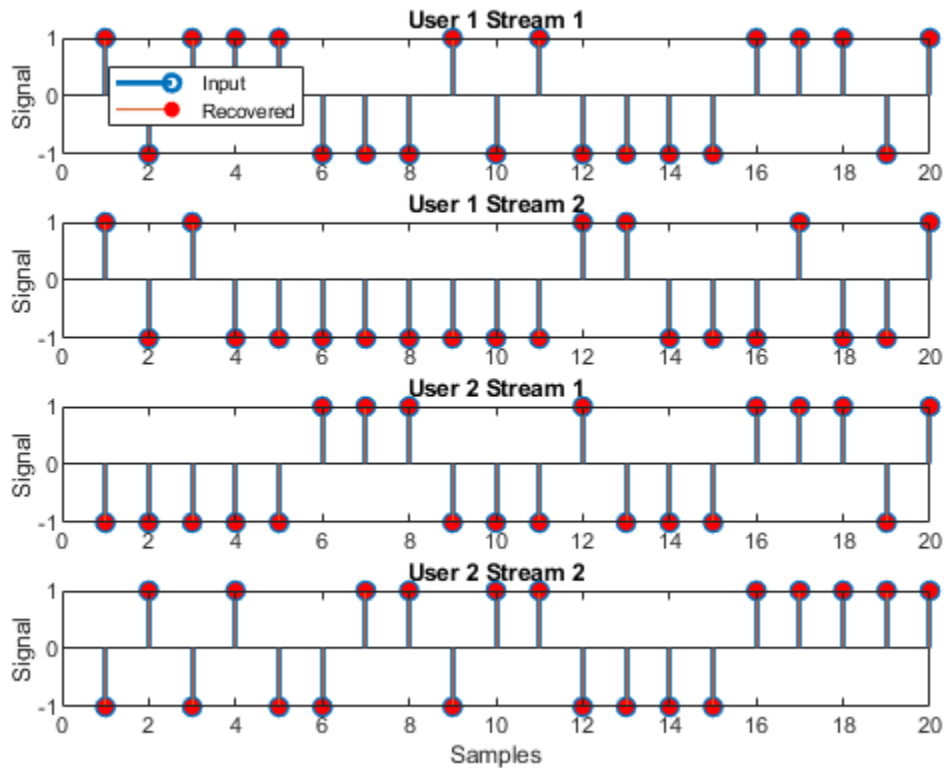 User 1 Stream 1
1
0
-1
Signal
Input
Recovered
0 2 4 6 8 10 12 14 16 18 20
User 1 Stream 2
1
0
-1
Signal
0 2 4 6 8 10 12 14 16 18 20
User 2 Stream 1
1
0
-1
Signal
0 2 4 6 8 10 12 14 16 18 20
User 2 Stream 2
1
0
-1
Signal
0 2 4 6 8 10 12 14 16 18 20
Samples